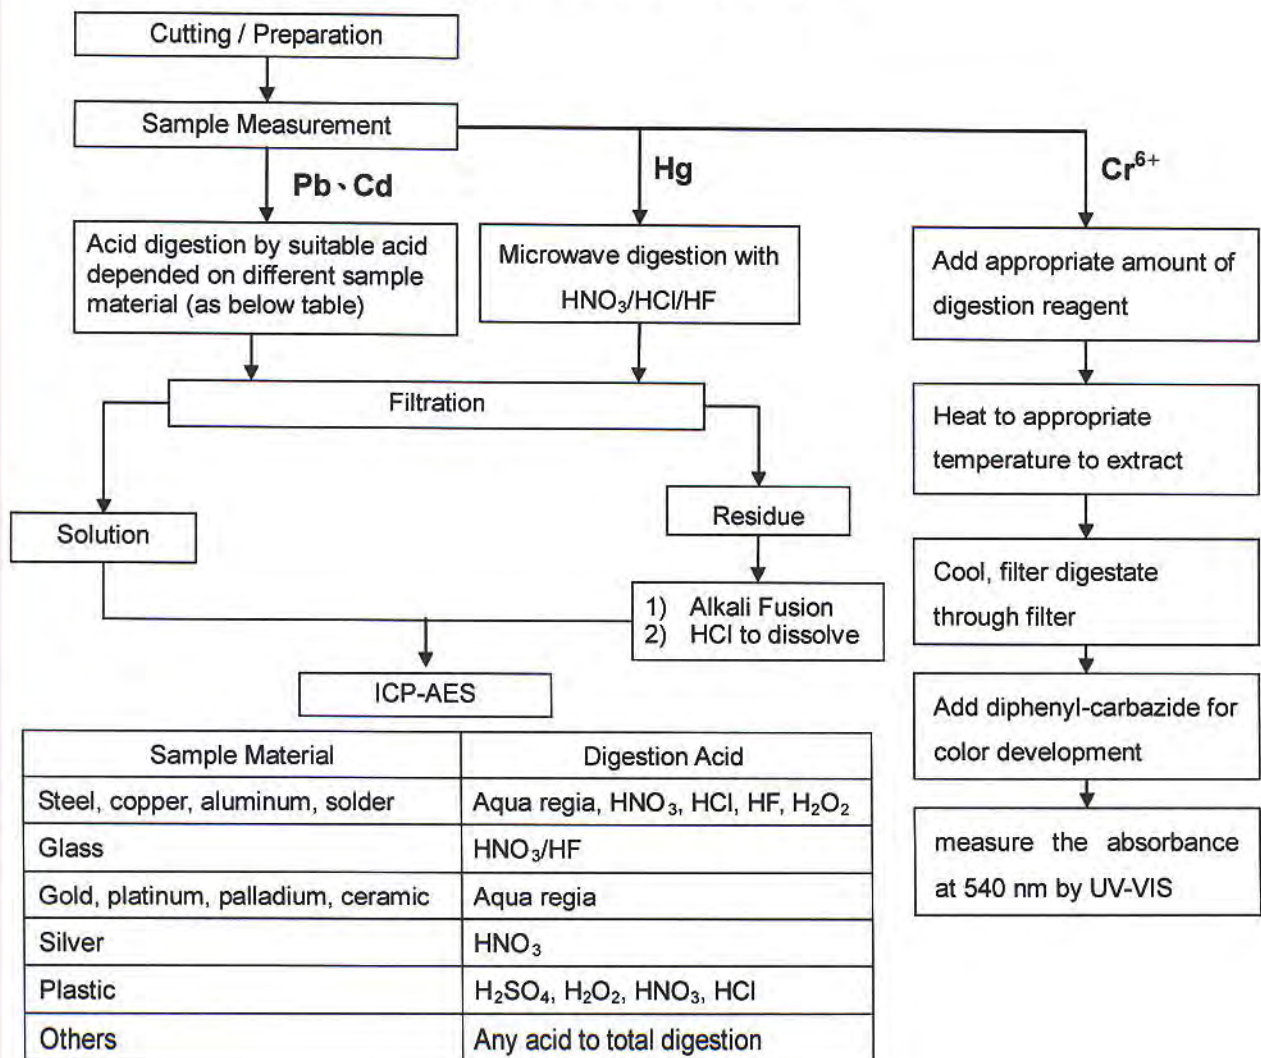 Cutting / Preparation
Sample Measurement
Pb、Cd
Hg
Cr⁶⁺
Acid digestion by suitable acid
depended on different sample
material (as below table)
Microwave digestion with
HNO₃/HCl/HF
Add appropriate amount of
digestion reagent
Filtration
Heat to appropriate
temperature to extract
Solution
Residue
1) Alkali Fusion
2) HCl to dissolve
Cool, filter digestate
through filter
ICP-AES
Add diphenyl-carbazide for
color development
measure the absorbance
at 540 nm by UV-VIS
Sample Material Digestion Acid
Steel, copper, aluminum, solder Aqua regia, HNO₃, HCl, HF, H₂O₂
Glass HNO₃/HF
Gold, platinum, palladium, ceramic Aqua regia
Silver HNO₃
Plastic H₂SO₄, H₂O₂, HNO₃, HCl
Others Any acid to total digestion